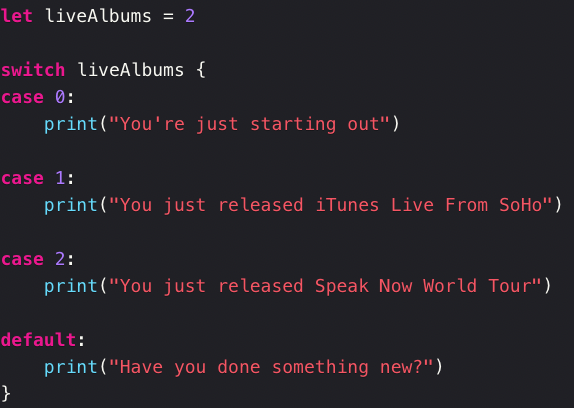 let liveAlbums = 2
switch liveAlbums {
case 0:
    print("You're just starting out")
case 1:
    print("You just released iTunes Live From SoHo")
case 2:
    print("You just released Speak Now World Tour")
default:
    print("Have you done something new?")
}